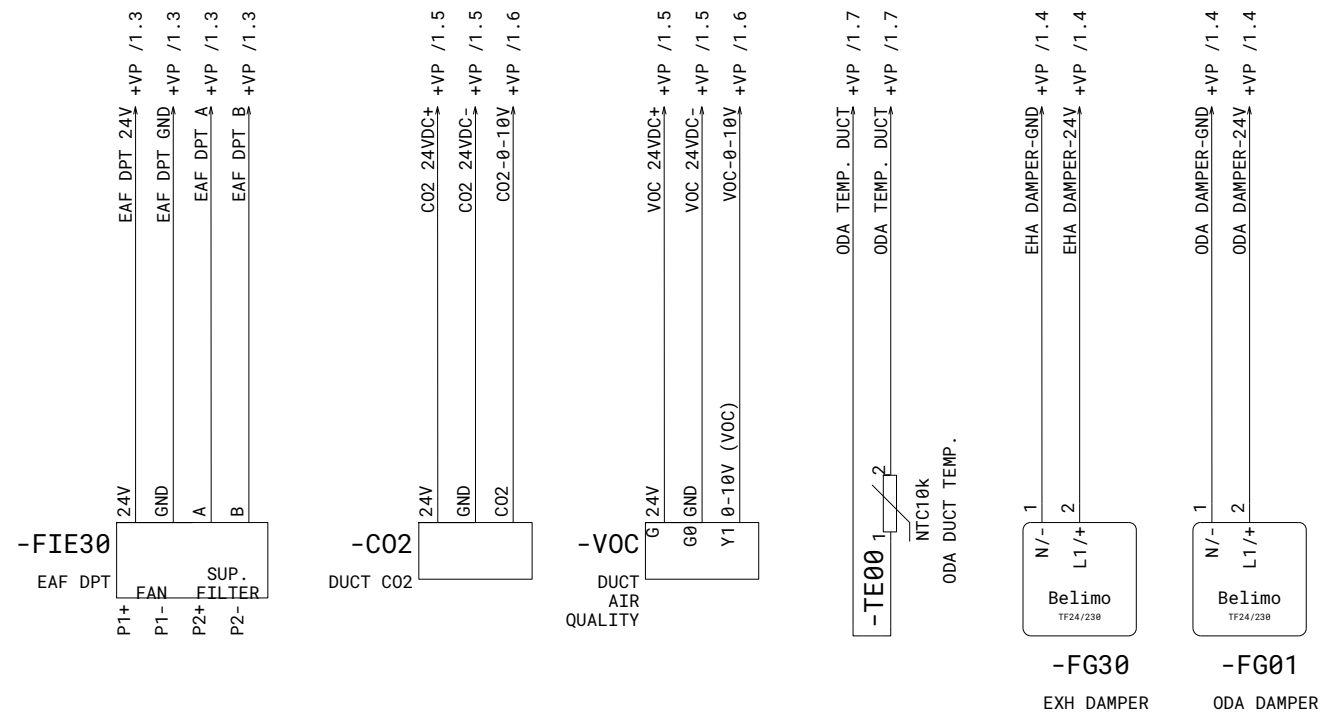 +VP /1.3
+VP /1.3
+VP /1.3
+VP /1.3
+VP /1.5
+VP /1.5
+VP /1.6
+VP /1.5
+VP /1.5
+VP /1.6
+VP /1.7
+VP /1.7
+VP /1.4
+VP /1.4
+VP /1.4
+VP /1.4
EAF DPT 24V
EAF DPT GND
EAF DPT A
EAF DPT B
CO2 24VDC+
CO2 24VDC-
CO2-0-10V
VOC 24VDC+
VOC 24VDC-
VOC-0-10V
ODA TEMP. DUCT
ODA TEMP. DUCT
EHA DAMPER-GND
EHA DAMPER-24V
ODA DAMPER-GND
ODA DAMPER-24V
24V
GND
A
B
-FIE30
EAF DPT
FAN
SUP.
FILTER
P1+
P1-
P2+
P2-
24V
GND
CO2
-CO2
DUCT CO2
G 24V
G0 GND
Y1 0-10V (VOC)
-VOC
DUCT
AIR
QUALITY
2
1
-TE00
NTC10k
ODA DUCT TEMP.
1
2
N/-
L1/+
Belimo
TF24/230
-FG30
EXH DAMPER
1
2
N/-
L1/+
Belimo
TF24/230
-FG01
ODA DAMPER